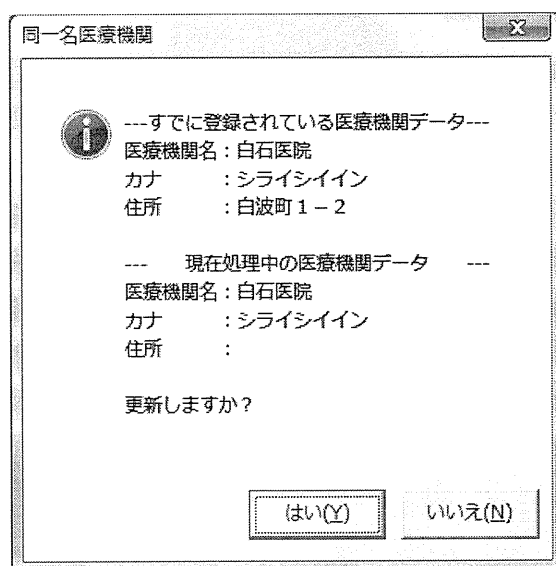 同一名医療機関
---すでに登録されている医療機関データ---
医療機関名：白石医院
カナ　　　：シライシイイン
住所　　　：白波町１－２
---　　現在処理中の医療機関データ　　---
医療機関名：白石医院
カナ　　　：シライシイイン
住所　　　：
更新しますか？
はい(Y)　いいえ(N)